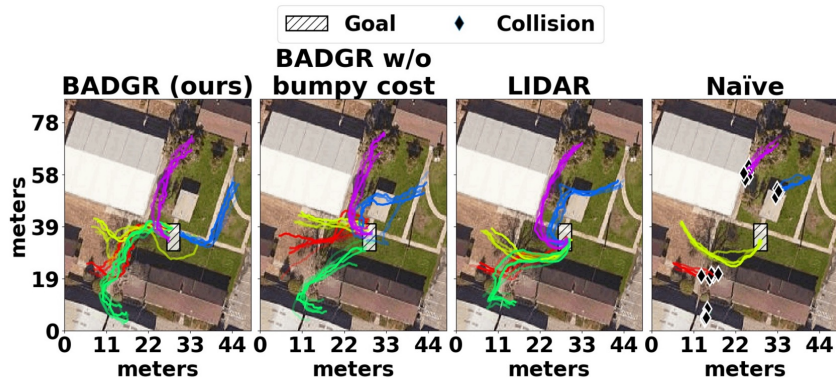 Goal
Collision
BADGR (ours)
BADGR w/o
bumpy cost
LIDAR
Naïve
meters
78
58
39
19
0
0 11 22 33 44
0 11 22 33 44
0 11 22 33 44
0 11 22 33 44
meters
meters
meters
meters